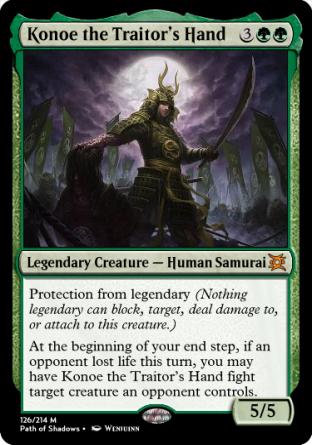 Konoe the Traitor's Hand 3
Legendary Creature — Human Samurai
Protection from legendary (Nothing
legendary can block, target, deal damage to,
or attach to this creature.)
At the beginning of your end step, if an
opponent lost life this turn, you may
have Konoe the Traitor's Hand fight
target creature an opponent controls.
5/5
126/214 M
Path of Shadows • Wenfuinn